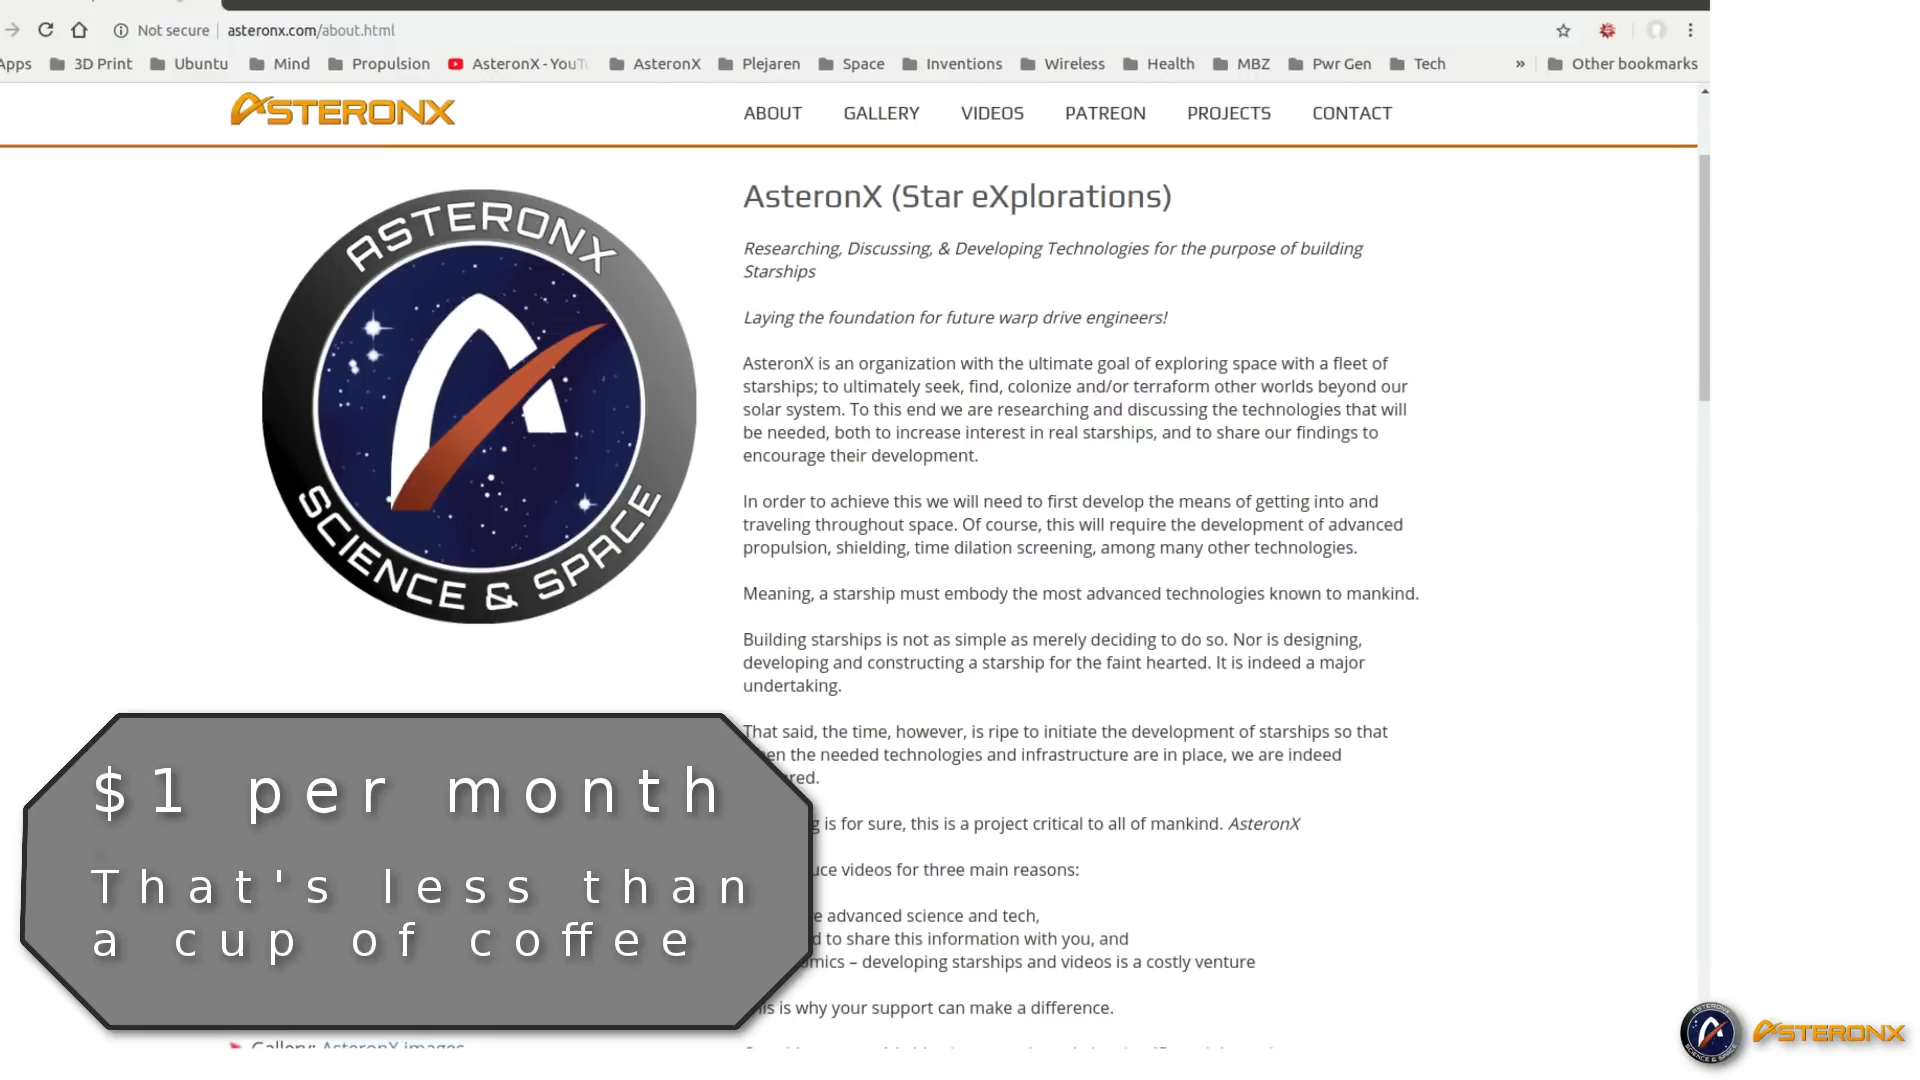 Not secure asteronx.com/about.html
Apps 3D Print Ubuntu Mind Propulsion AsteronX - YouT AsteronX Plejaren Space Inventions Wireless Health MBZ Pwr Gen Tech » Other bookmarks
ASTERONX ABOUT GALLERY VIDEOS PATREON PROJECTS CONTACT
ASTERONX
SCIENCE & SPACE
AsteronX (Star eXplorations)
Researching, Discussing, & Developing Technologies for the purpose of building
Starships
Laying the foundation for future warp drive engineers!
AsteronX is an organization with the ultimate goal of exploring space with a fleet of
starships; to ultimately seek, find, colonize and/or terraform other worlds beyond our
solar system. To this end we are researching and discussing the technologies that will
be needed, both to increase interest in real starships, and to share our findings to
encourage their development.
In order to achieve this we will need to first develop the means of getting into and
traveling throughout space. Of course, this will require the development of advanced
propulsion, shielding, time dilation screening, among many other technologies.
Meaning, a starship must embody the most advanced technologies known to mankind.
Building starships is not as simple as merely deciding to do so. Nor is designing,
developing and constructing a starship for the faint hearted. It is indeed a major
undertaking.
That said, the time, however, is ripe to initiate the development of starships so that
the needed technologies and infrastructure are in place, we are indeed
is for sure, this is a project critical to all of mankind. AsteronX
videos for three main reasons:
advanced science and tech,
to share this information with you, and
– developing starships and videos is a costly venture
is why your support can make a difference.
$1 per month
That's less than
a cup of coffee
Gallery: AsteronX images
ASTERONX
SCIENCE & SPACE
ASTERONX